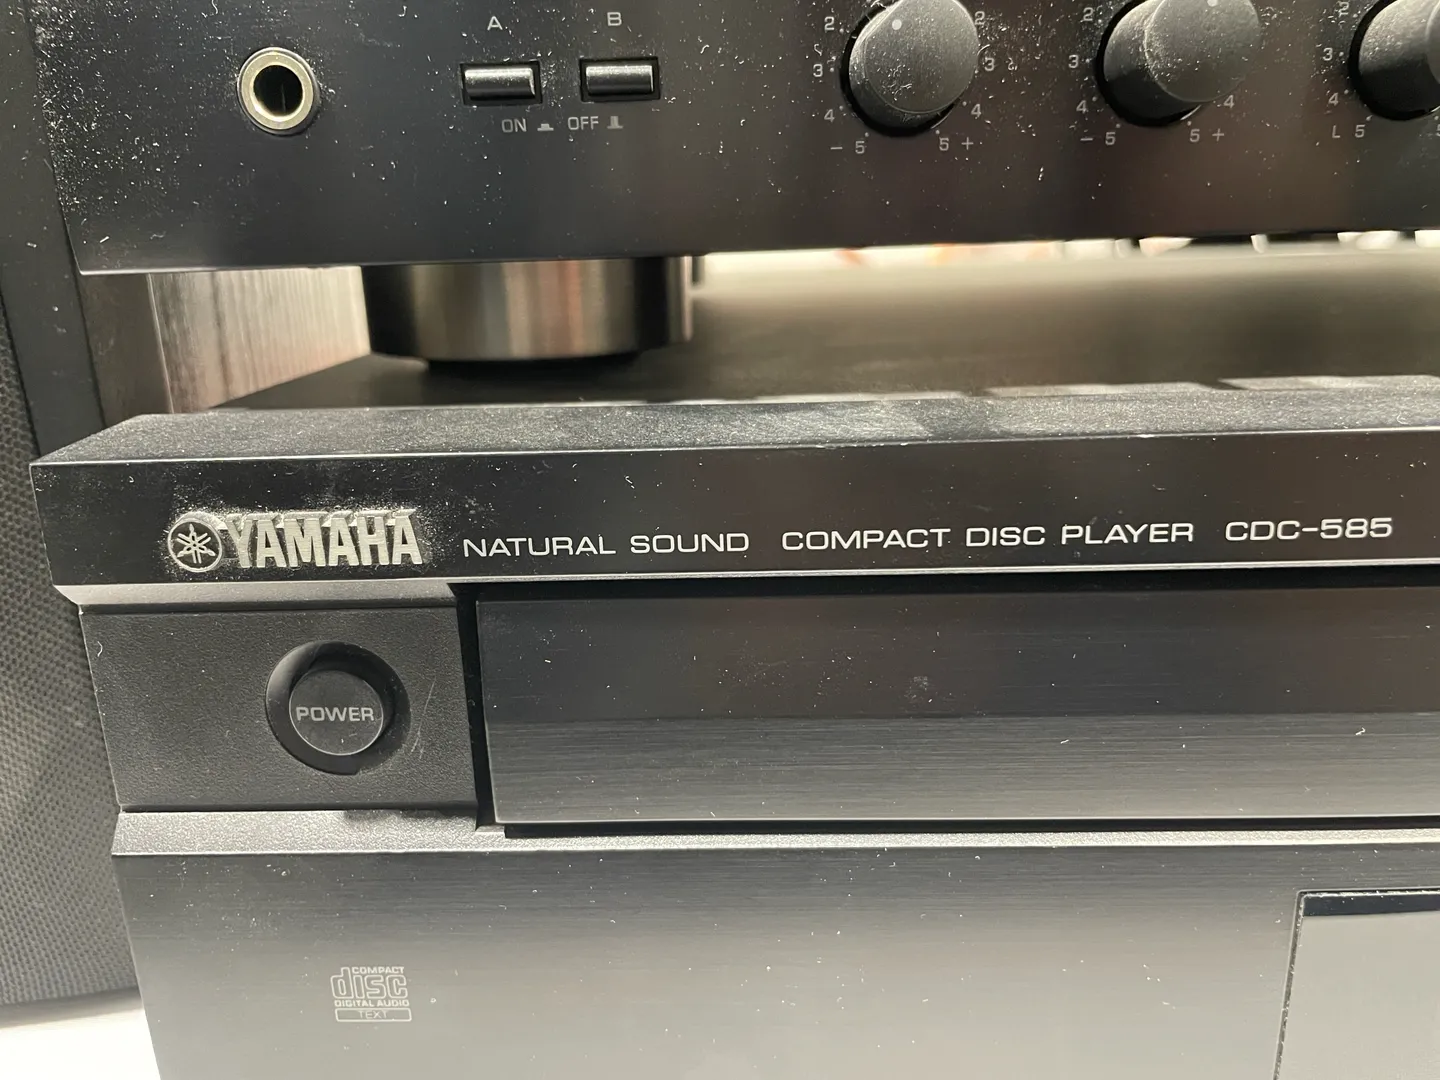 A B
2 2 2 2
3 3 3 3
4 4 4 4 4
ON OFF
- 5 5 + - 5 5 + L 5
YAMAHA NATURAL SOUND COMPACT DISC PLAYER CDC-585
POWER
COMPACT
disc
DIGITAL AUDIO
TEXT